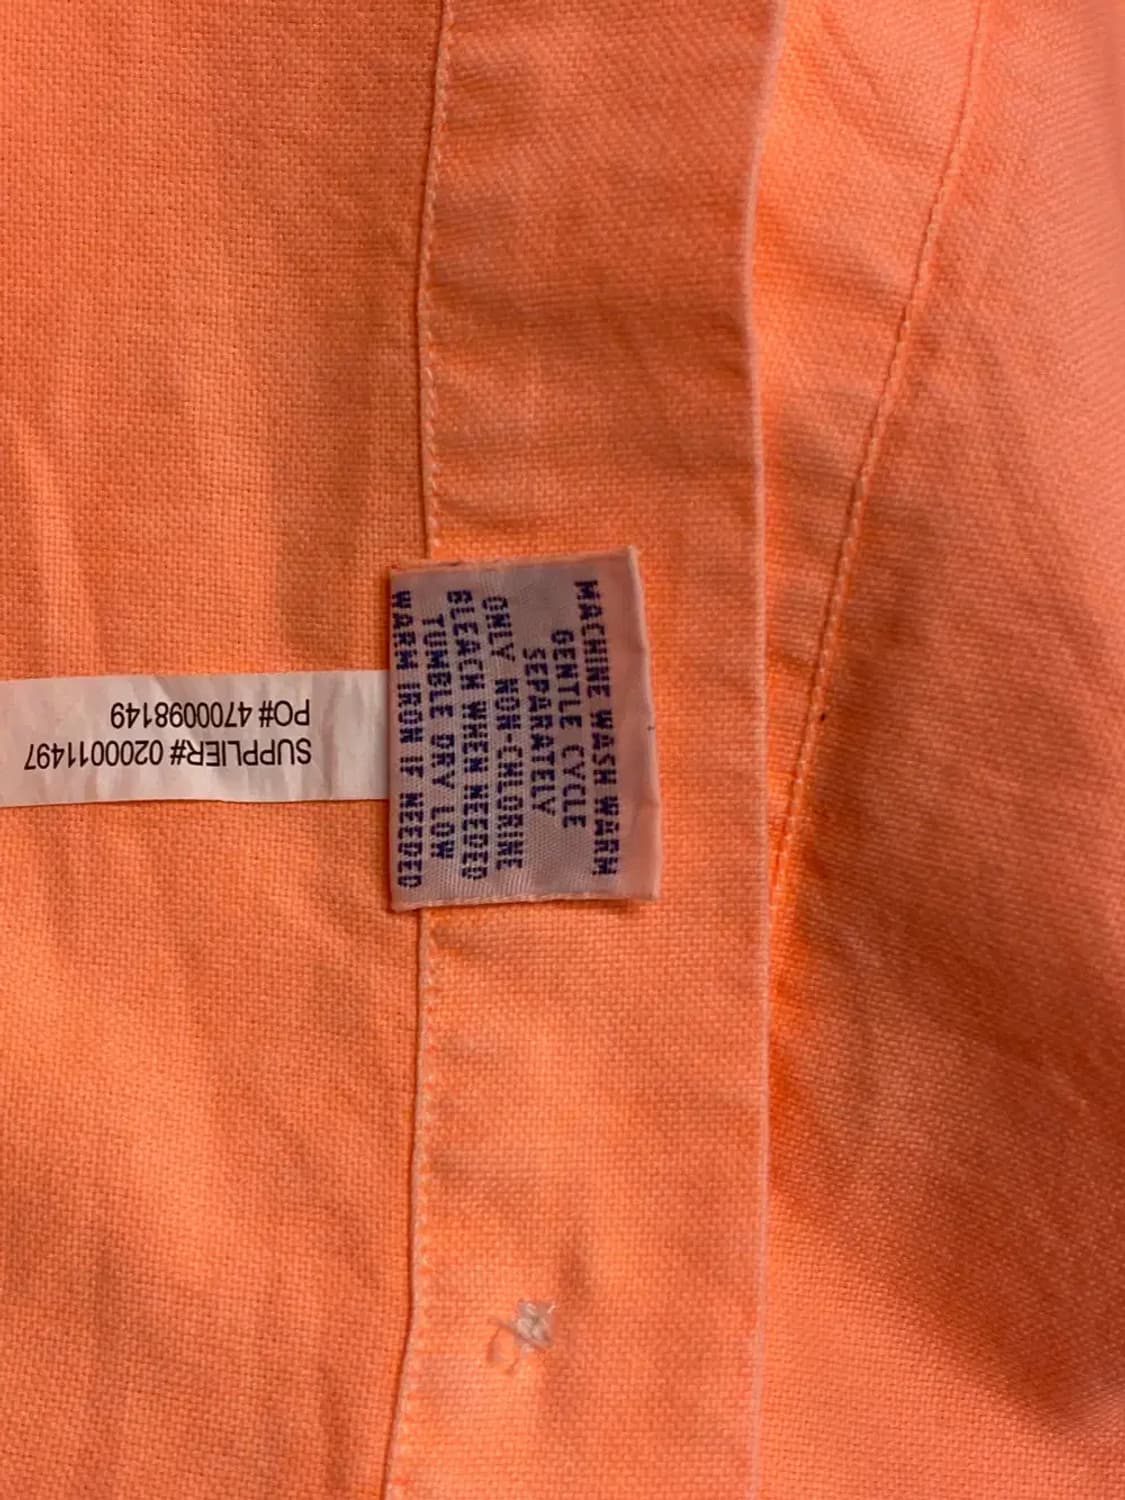 MACHINE WASH WARM
GENTLE CYCLE
SEPARATELY
ONLY NON-CHLORINE
BLEACH WHEN NEEDED
TUMBLE DRY LOW
WARM IRON IF NEEDED
SUPPLIER# 0200011497
PO# 4700098149